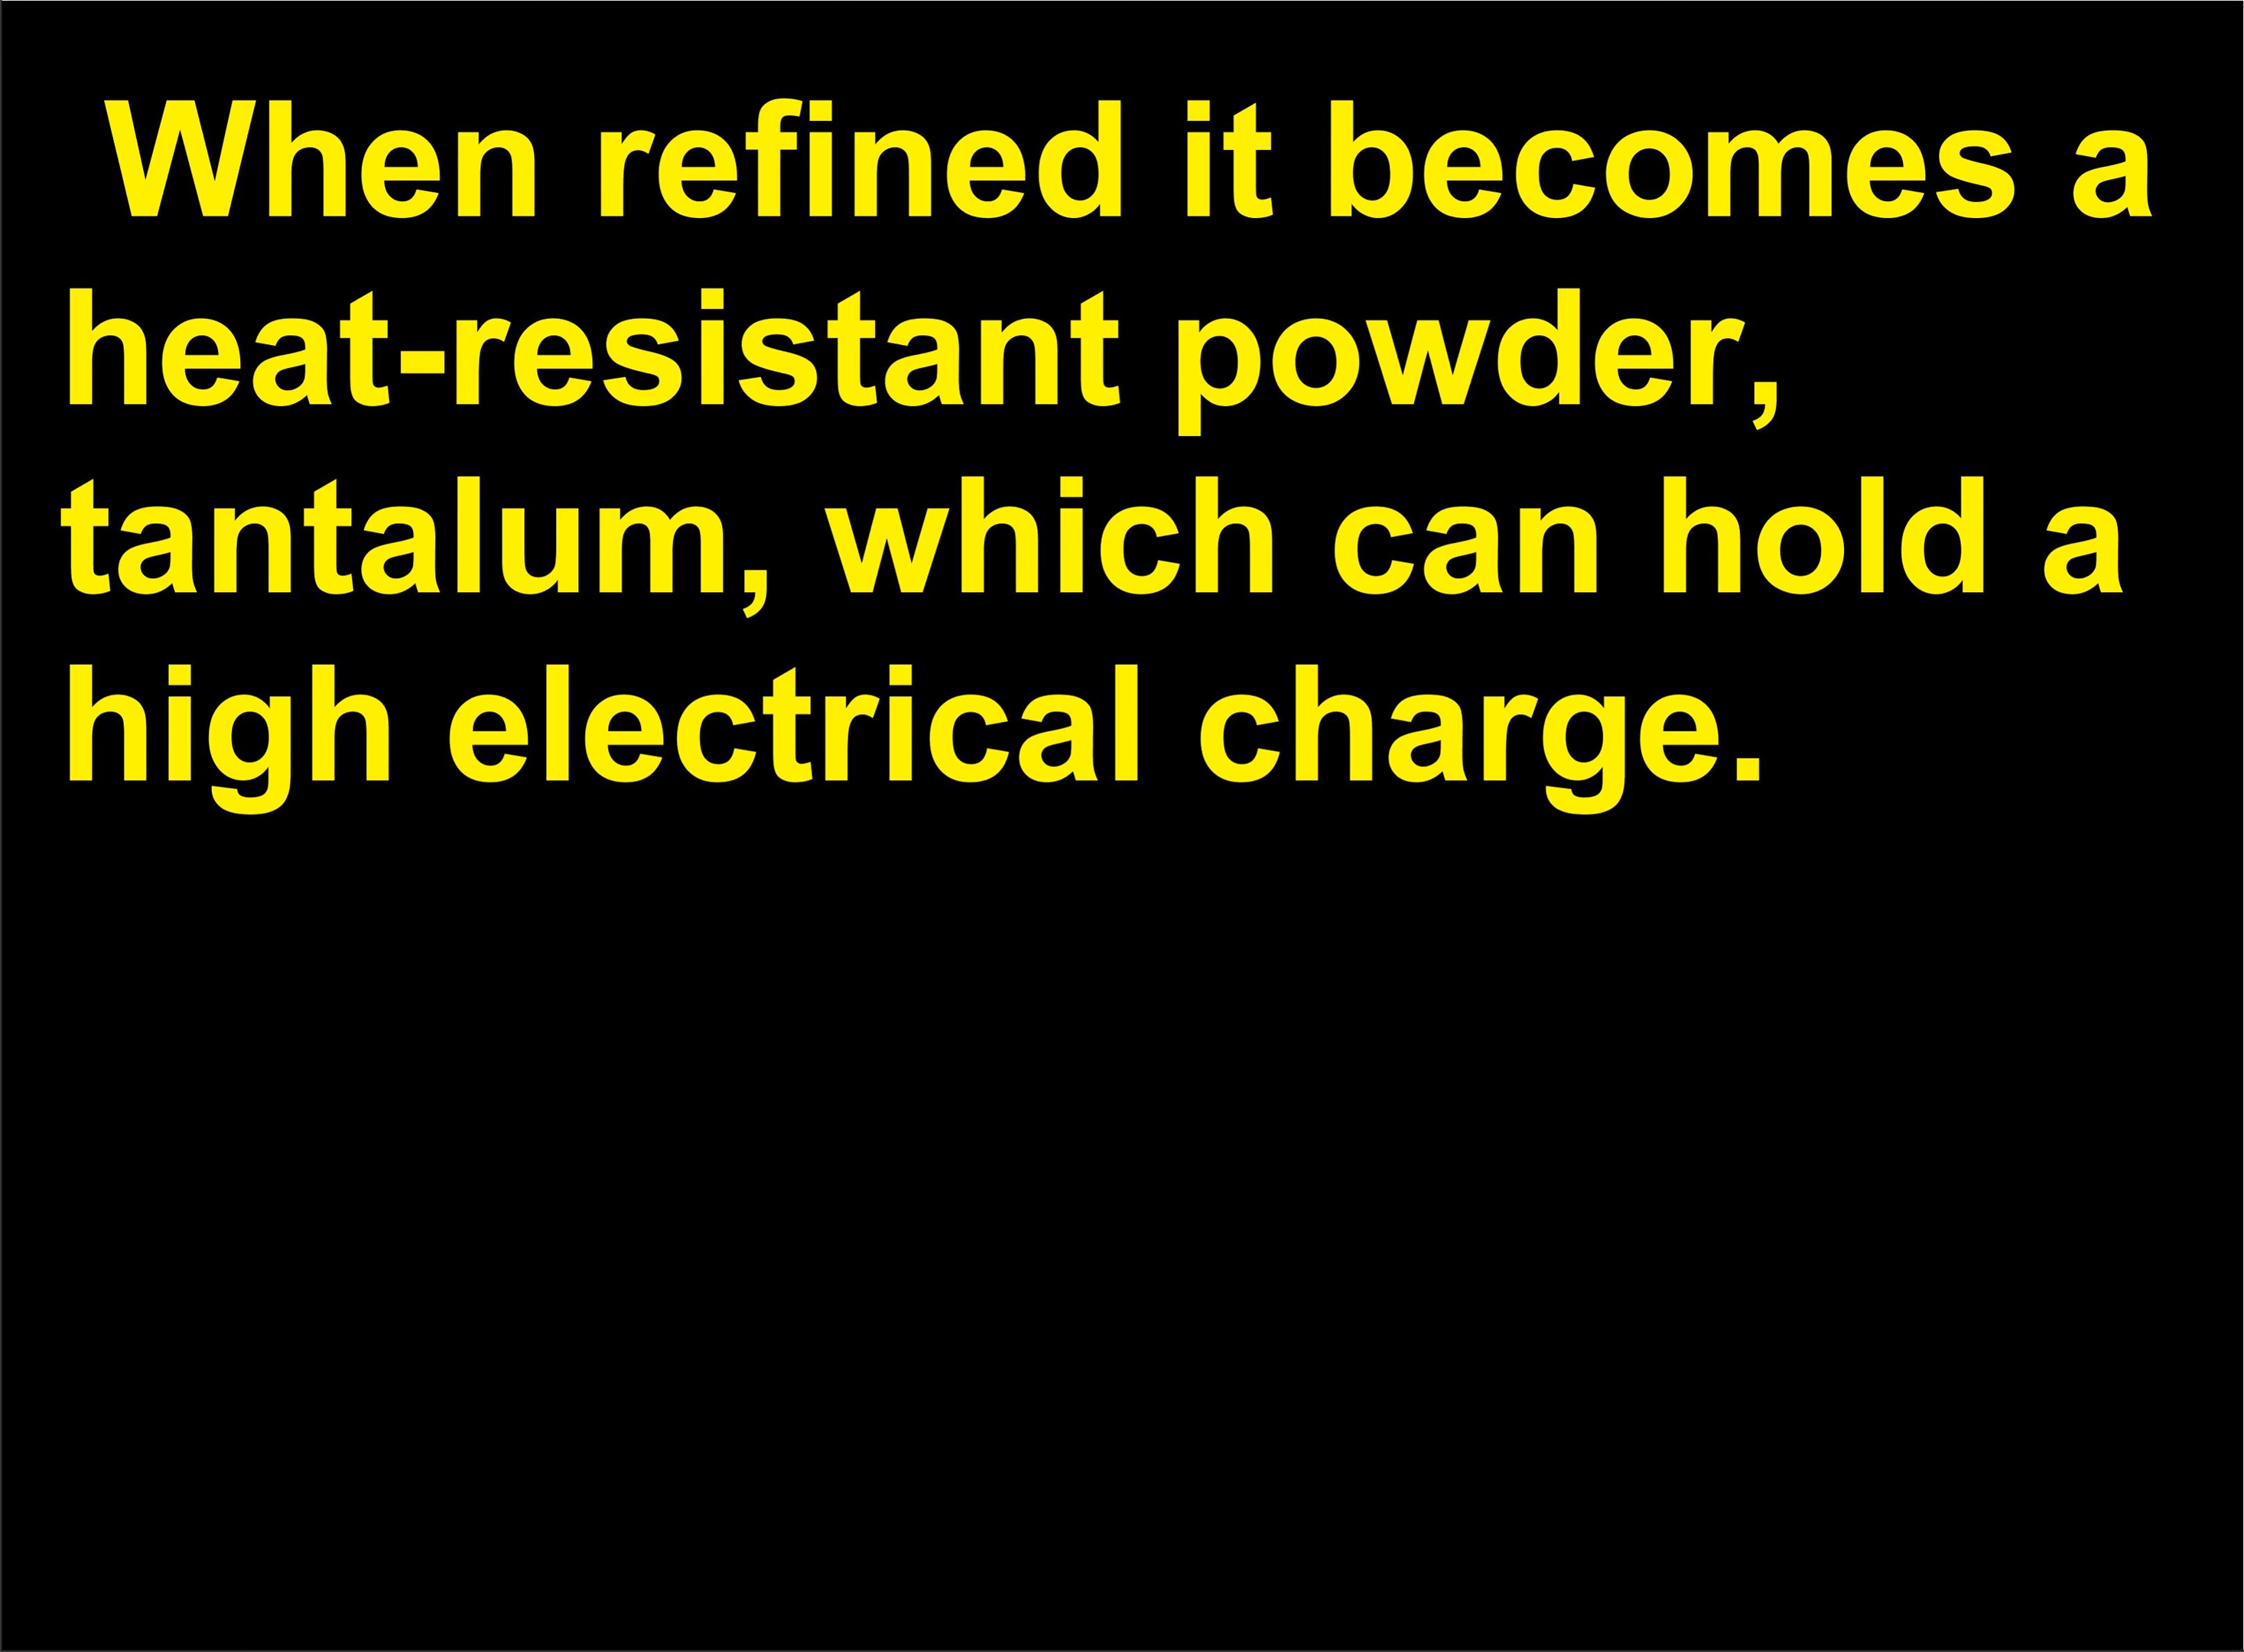 When refined it becomes a
heat-resistant powder,
tantalum, which can hold a
high electrical charge.